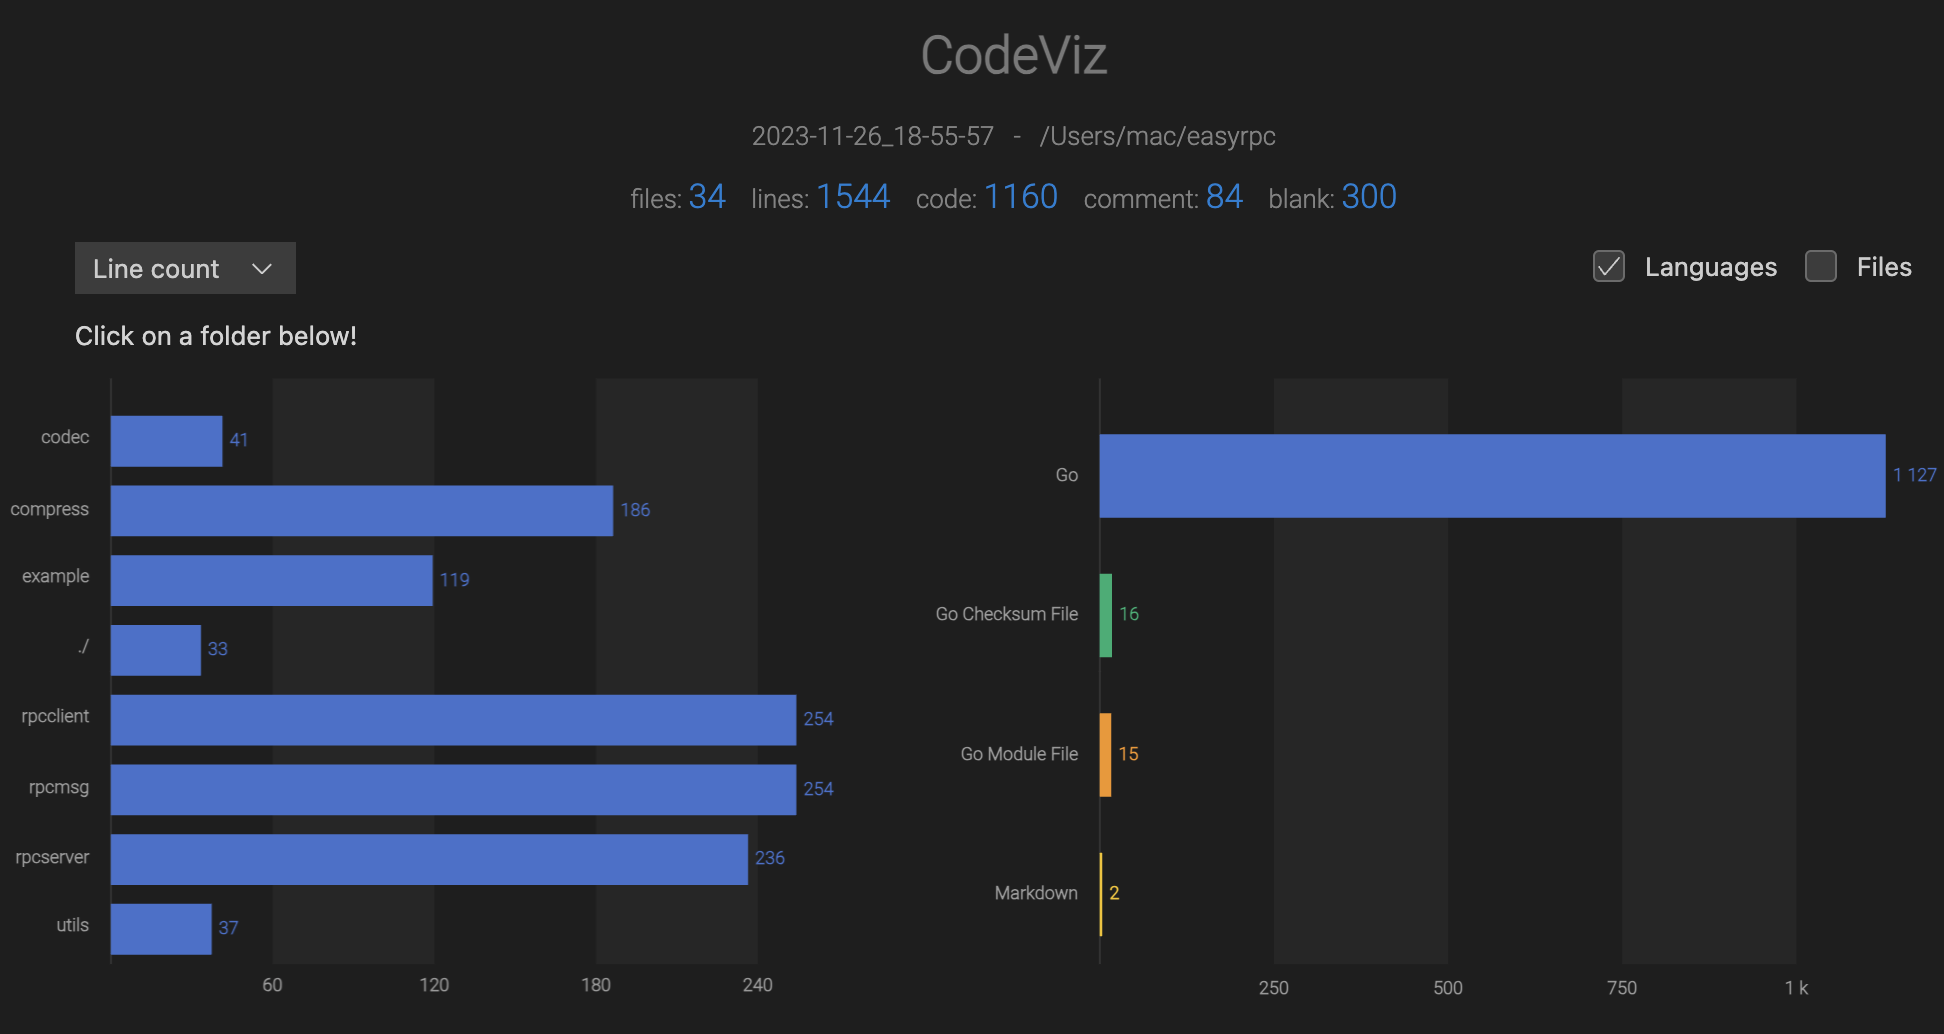 CodeViz
2023-11-26_18-55-57 - /Users/mac/easyrpc
files: 34 lines: 1544 code: 1160 comment: 84 blank: 300
Line count
Languages
Files
Click on a folder below!
codec 41
compress 186
example 119
./ 33
rpcclient 254
rpcmsg 254
rpcserver 236
utils 37
60 120 180 240
Go 1 127
Go Checksum File 16
Go Module File 15
Markdown 2
250 500 750 1 k